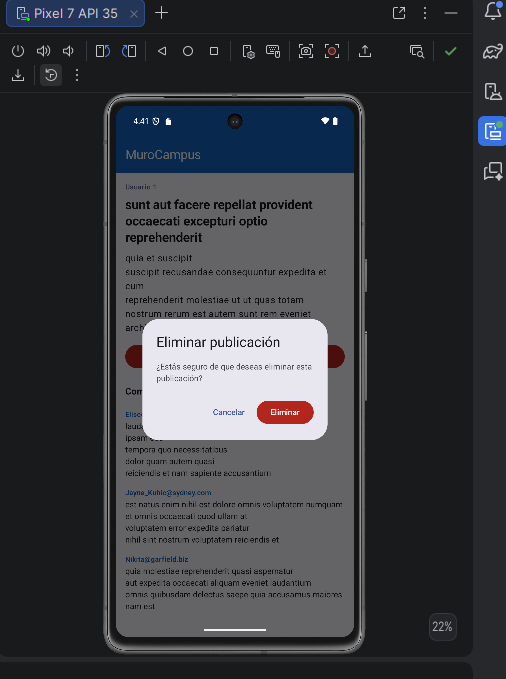 Pixel 7 API 35
4:41
MuroCampus
Usuario 1
sunt aut facere repellat provident
occaecati excepturi optio
reprehenderit
quia et suscipit
suscipit recusandae consequuntur expedita et
cum
reprehenderit molestiae ut ut quas totam
nostrum rerum est autem sunt rem eveniet
arch
Eliminar publicación
¿Estás seguro de que deseas eliminar esta
publicación?
Cancelar
Eliminar
Com
Eliseo
lauda
ipsam
tempora quo necessitatibus
dolor quam autem quasi
reiciendis et nam sapiente accusantium
Jayne_Kuhic@sydney.com
est natus enim nihil est dolore omnis voluptatem numquam
et omnis occaecati quod ullam at
voluptatem error expedita pariatur
nihil sint nostrum voluptatem reiciendis et
Nikita@garfield.biz
quia molestiae reprehenderit quasi aspernatur
aut expedita occaecati aliquam eveniet laudantium
omnis quibusdam delectus saepe quia accusamus maiores
nam est
22%